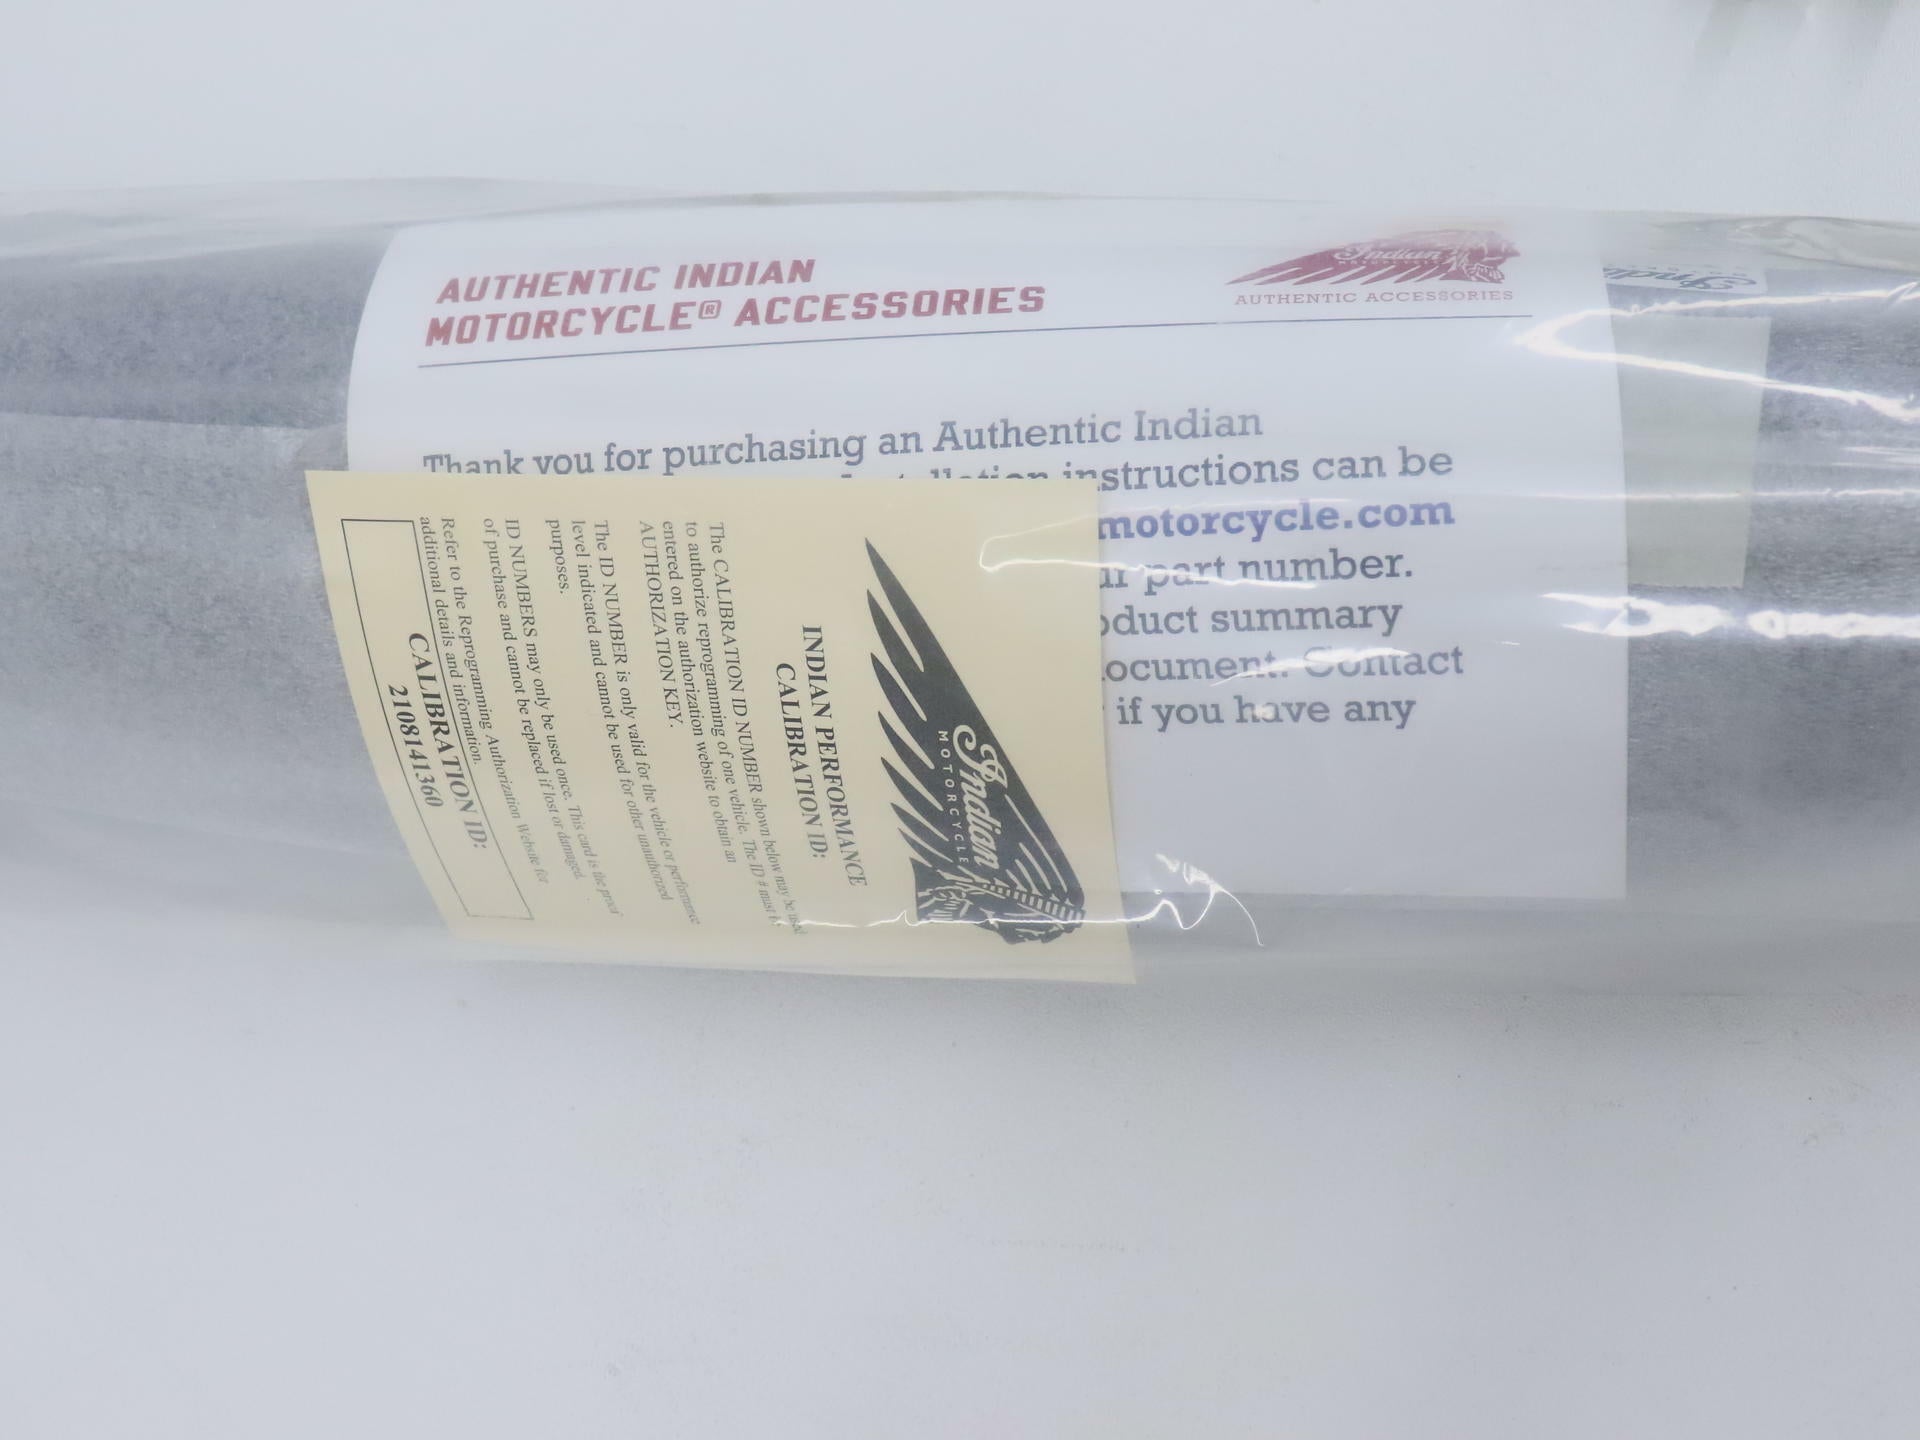 AUTHENTIC INDIAN
MOTORCYCLE® ACCESSORIES
Indian
AUTHENTIC ACCESSORIES
Thank you for purchasing an Authentic Indian
instructions can be
motorcycle.com
part number.
summary
Contact
if you have any
Indian
MOTORCYCLE
INDIAN PERFORMANCE
CALIBRATION ID:
The CALIBRATION ID NUMBER shown below may be used
to authorize reprogramming of one vehicle. The ID # must
entered on the authorization website to obtain an
AUTHORIZATION KEY.
The ID NUMBER is only valid for the vehicle or performance
level indicated and cannot be used for other unauthorized
purposes.
ID NUMBERS may only be used once. This card is the proof
of purchase and cannot be replaced if lost or damaged.
Refer to the Reprogramming Authorization Website for
additional details and information.
CALIBRATION ID:
2108141360